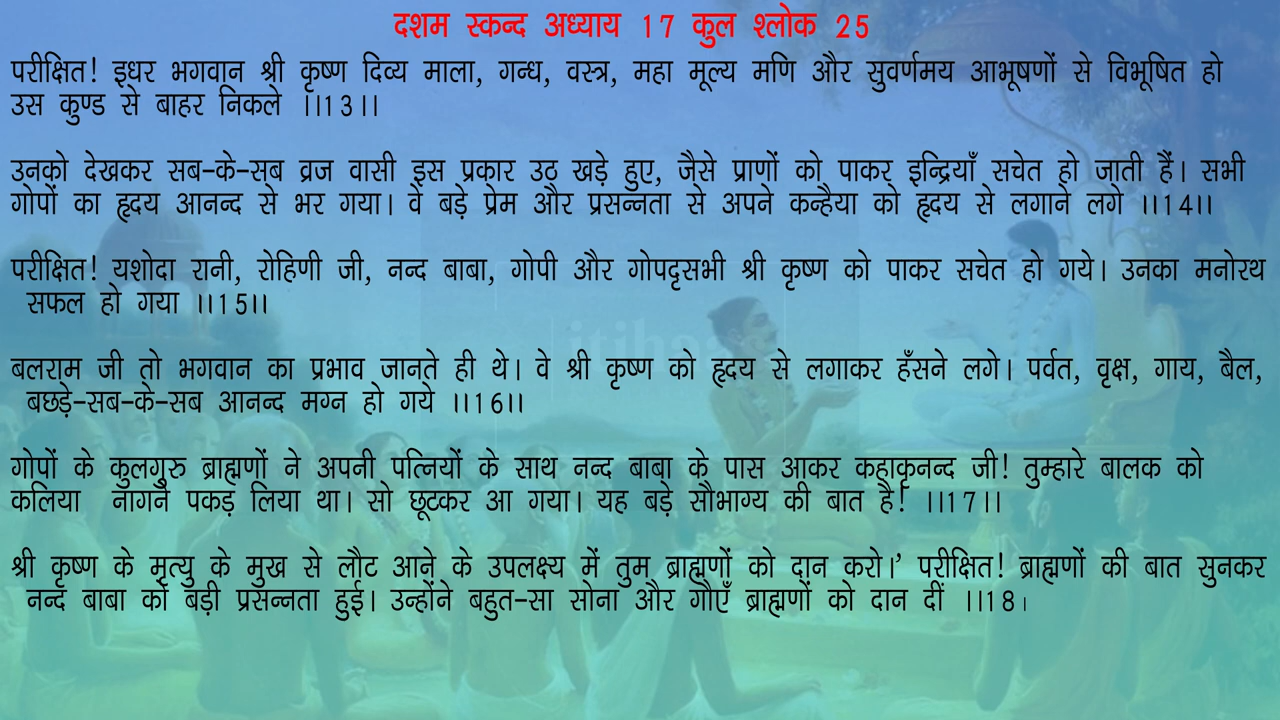 दशम स्कन्द अध्याय 17 कुल श्लोक 25
परीक्षित! इधर भगवान श्री कृष्ण दिव्य माला, गन्ध, वस्त्र, महा मूल्य मणि और सुवर्णमय आभूषणों से विभूषित हो
उस कुण्ड से बाहर निकले ।।13।।
उनको देखकर सब-के-सब व्रज वासी इस प्रकार उठ खड़े हुए, जैसे प्राणों को पाकर इन्द्रियाँ सचेत हो जाती हैं। सभी
गोपों का हृदय आनन्द से भर गया। वे बड़े प्रेम और प्रसन्नता से अपने कन्हैया को हृदय से लगाने लगे ।।14।।
परीक्षित! यशोदा रानी, रोहिणी जी, नन्द बाबा, गोपी और गोपदृसभी श्री कृष्ण को पाकर सचेत हो गये। उनका मनोरथ
सफल हो गया ।।15।।
बलराम जी तो भगवान का प्रभाव जानते ही थे। वे श्री कृष्ण को हृदय से लगाकर हँसने लगे। पर्वत, वृक्ष, गाय, बैल,
बछड़े-सब-के-सब आनन्द मग्न हो गये ।।16।।
गोपों के कुलगुरु ब्राह्मणों ने अपनी पत्नियों के साथ नन्द बाबा के पास आकर कहाकृनन्द जी! तुम्हारे बालक को
कलिया नागने पकड़ लिया था। सो छूटकर आ गया। यह बड़े सौभाग्य की बात है! ।।17।।
श्री कृष्ण के मृत्यु के मुख से लौट आने के उपलक्ष्य में तुम ब्राह्मणों को दान करो।’ परीक्षित! ब्राह्मणों की बात सुनकर
नन्द बाबा को बड़ी प्रसन्नता हुई। उन्होंने बहुत-सा सोना और गौएँ ब्राह्मणों को दान दीं ।।18।